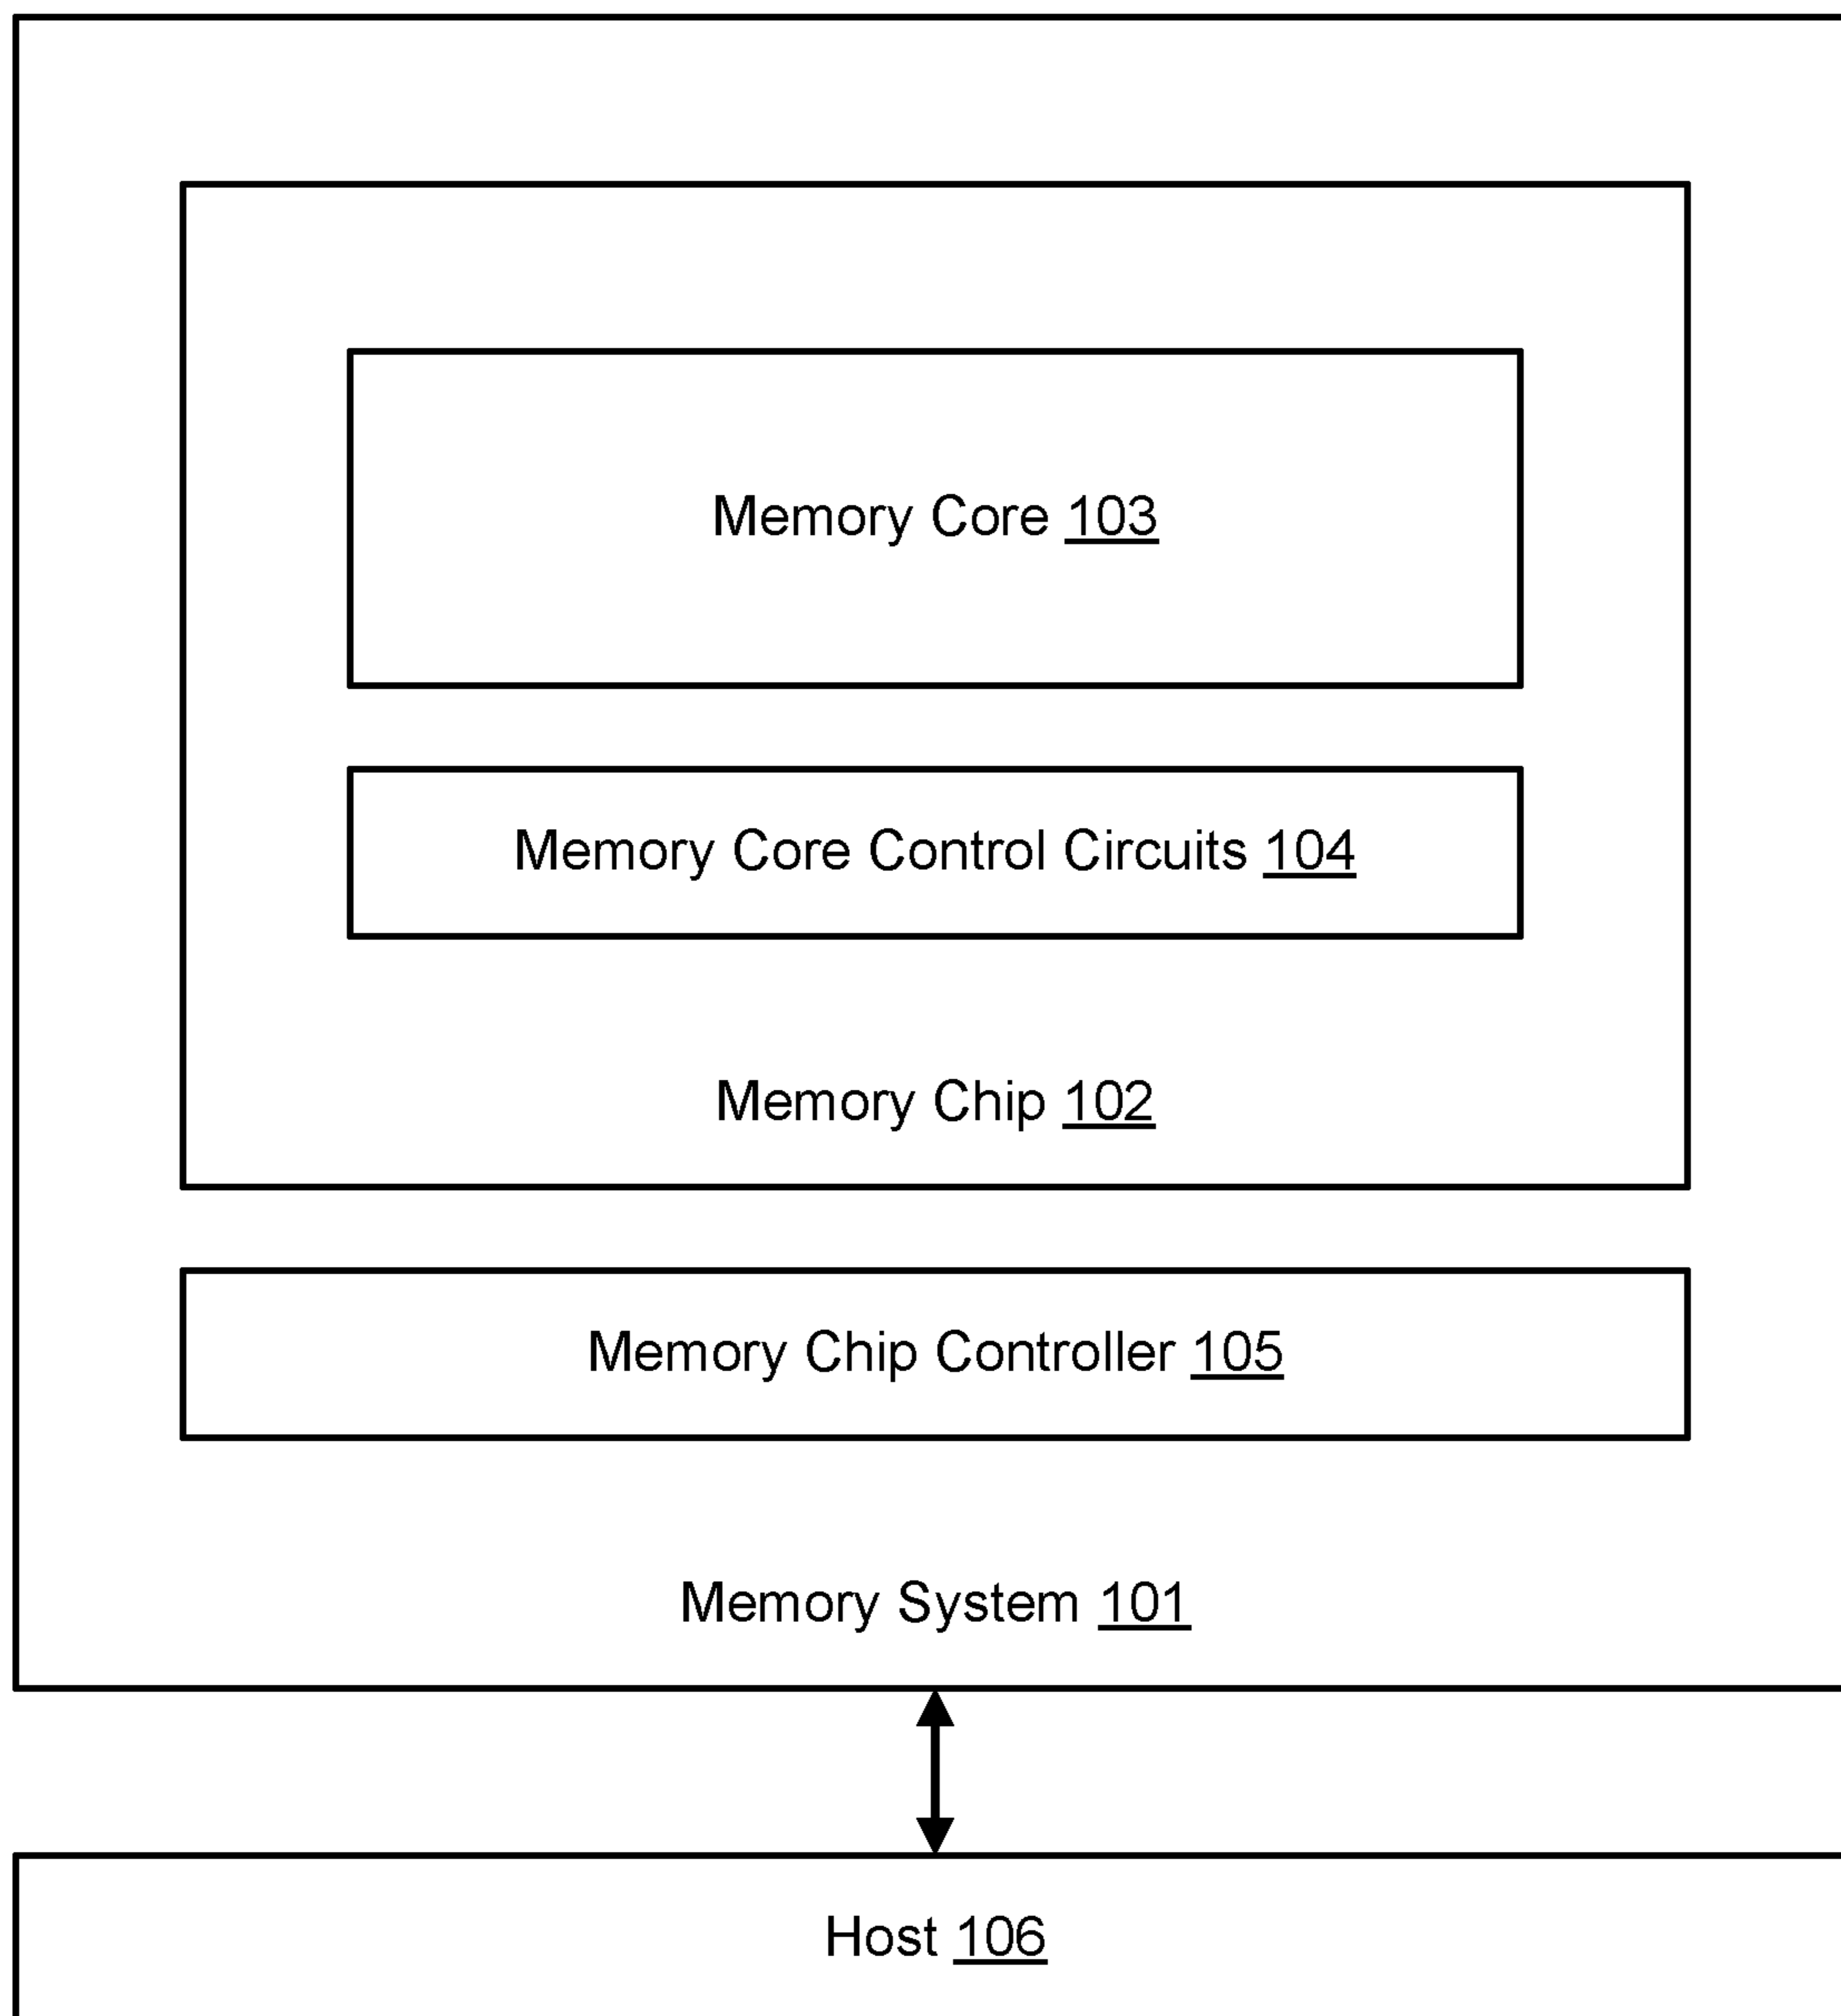 Memory Core 103
Memory Core Control Circuits 104
Memory Chip 102
Memory Chip Controller 105
Memory System 101
Host 106